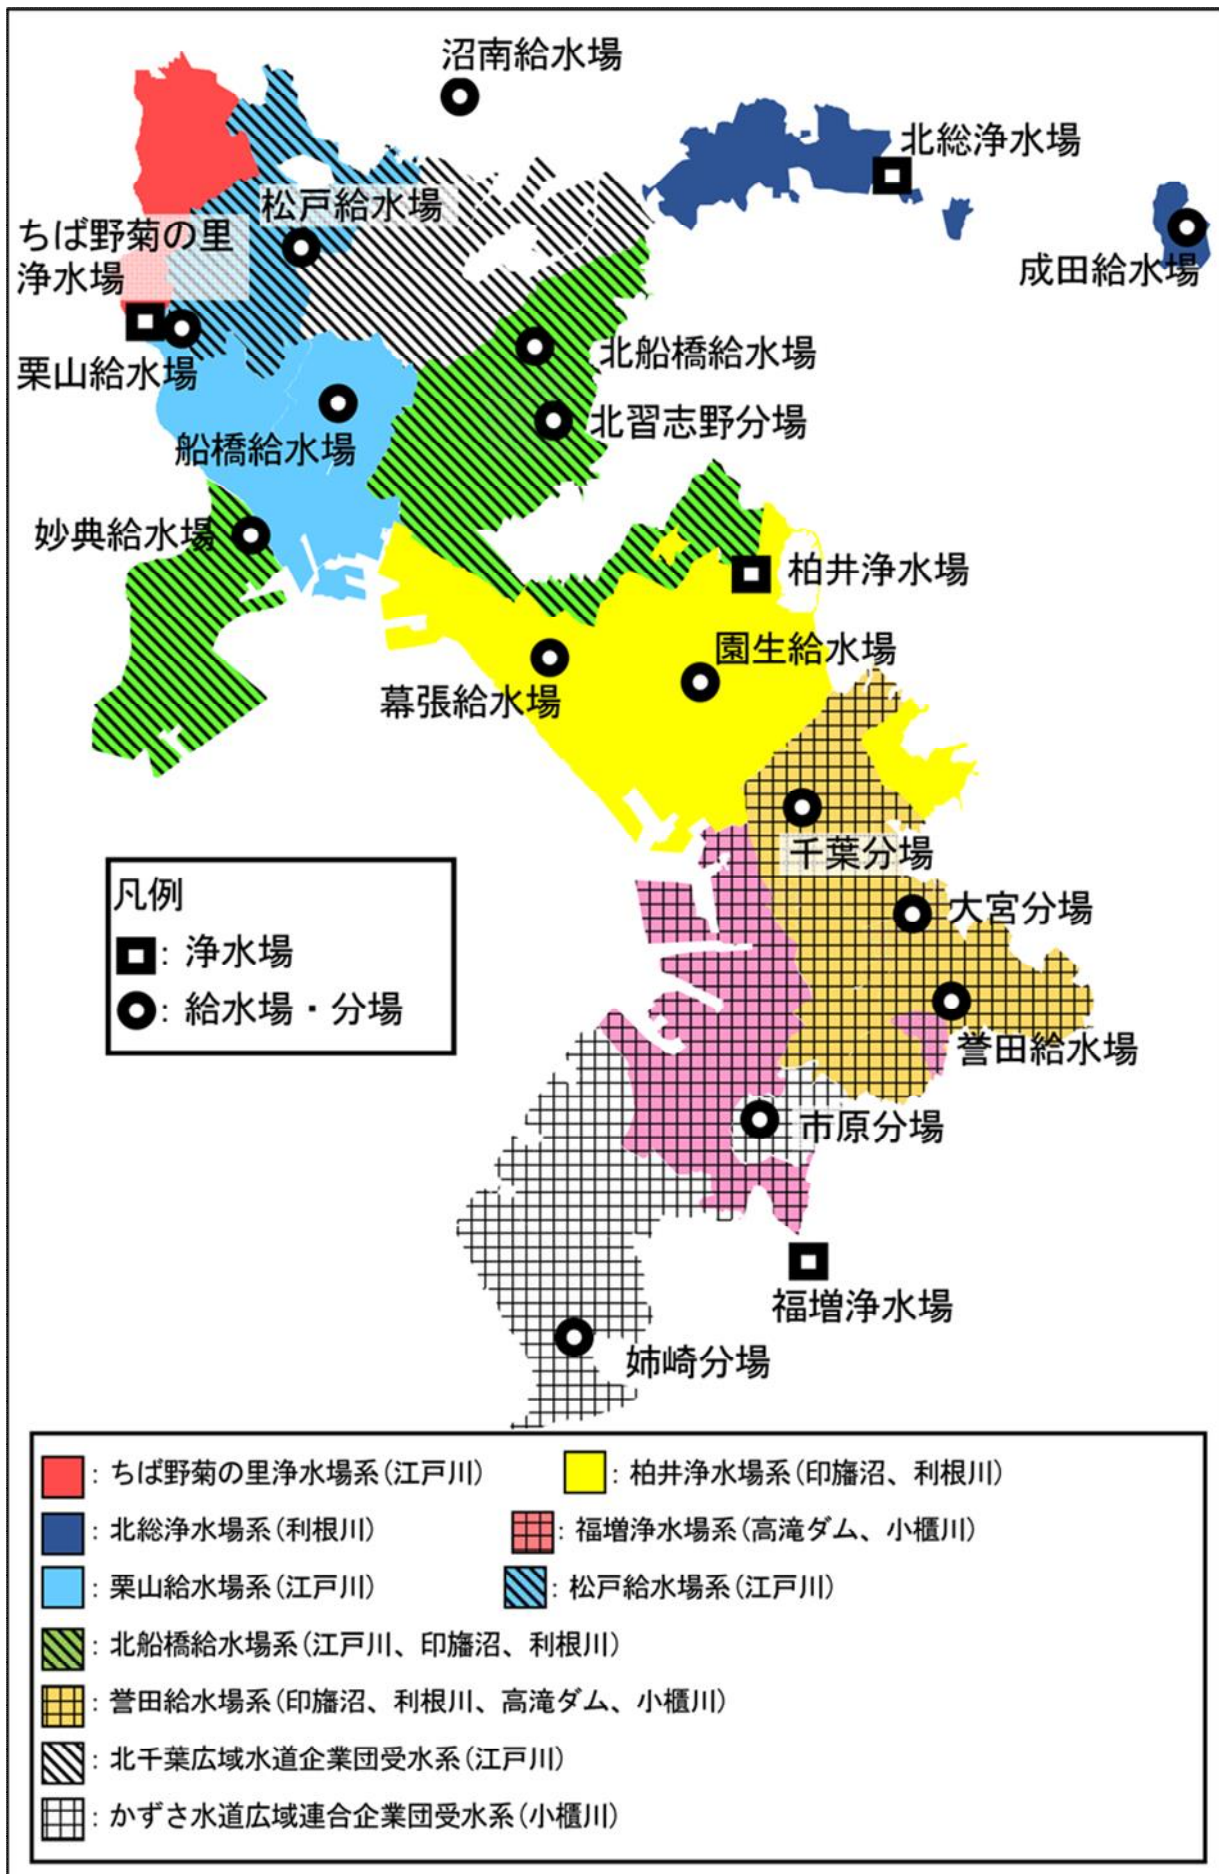 沼南給水場
北総浄水場
松戸給水場
ちば野菊の里
浄水場
成田給水場
栗山給水場
北船橋給水場
船橋給水場
北習志野分場
妙典給水場
柏井浄水場
園生給水場
幕張給水場
千葉分場
凡例
: 浄水場
: 給水場・分場
大宮分場
誉田給水場
市原分場
福増浄水場
姉崎分場
: ちば野菊の里浄水場系(江戸川)
: 柏井浄水場系(印旛沼、利根川)
: 北総浄水場系(利根川)
: 福増浄水場系(高滝ダム、小櫃川)
: 栗山給水場系(江戸川)
: 松戸給水場系(江戸川)
: 北船橋給水場系(江戸川、印旛沼、利根川)
: 誉田給水場系(印旛沼、利根川、高滝ダム、小櫃川)
: 北千葉広域水道企業団受水系(江戸川)
: かずさ水道広域連合企業団受水系(小櫃川)